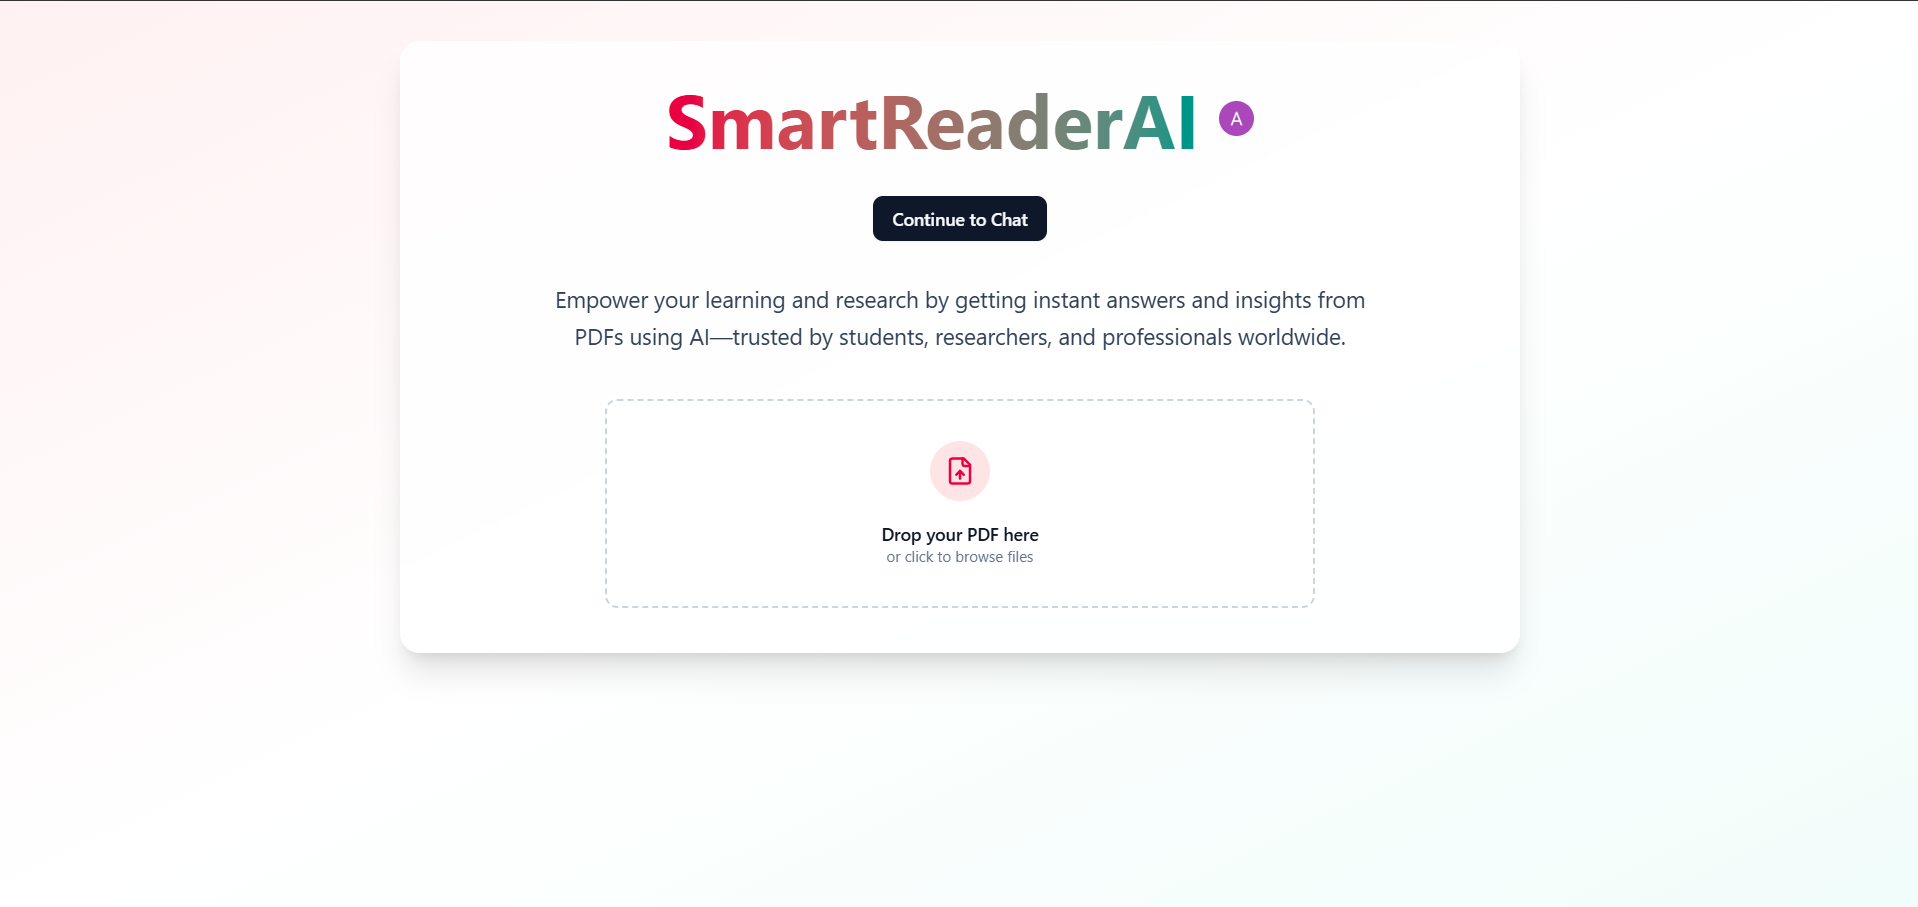 SmartReaderAI A
Continue to Chat
Empower your learning and research by getting instant answers and insights from
PDFs using AI—trusted by students, researchers, and professionals worldwide.
Drop your PDF here
or click to browse files